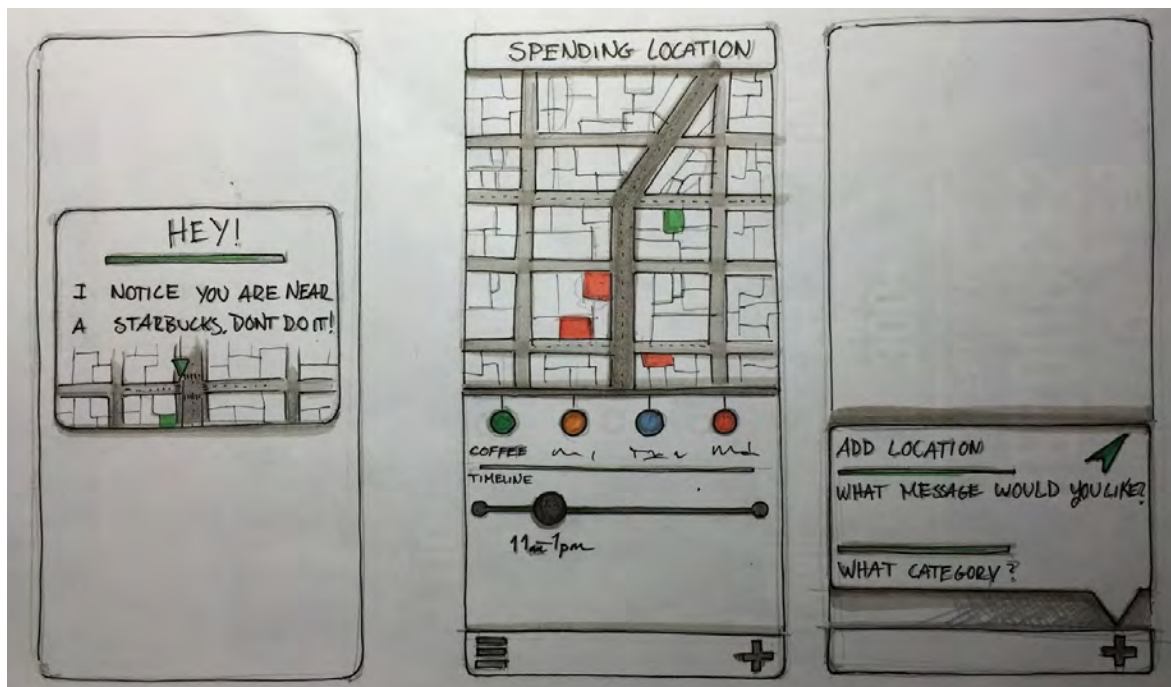 HEY!
I NOTICE YOU ARE NEAR
A STARBUCKS. DONT DO IT!
SPENDING LOCATION
COFFEE
TIMELINE
11am-1pm
ADD LOCATION
WHAT MESSAGE WOULD YOU LIKE?
WHAT CATEGORY?